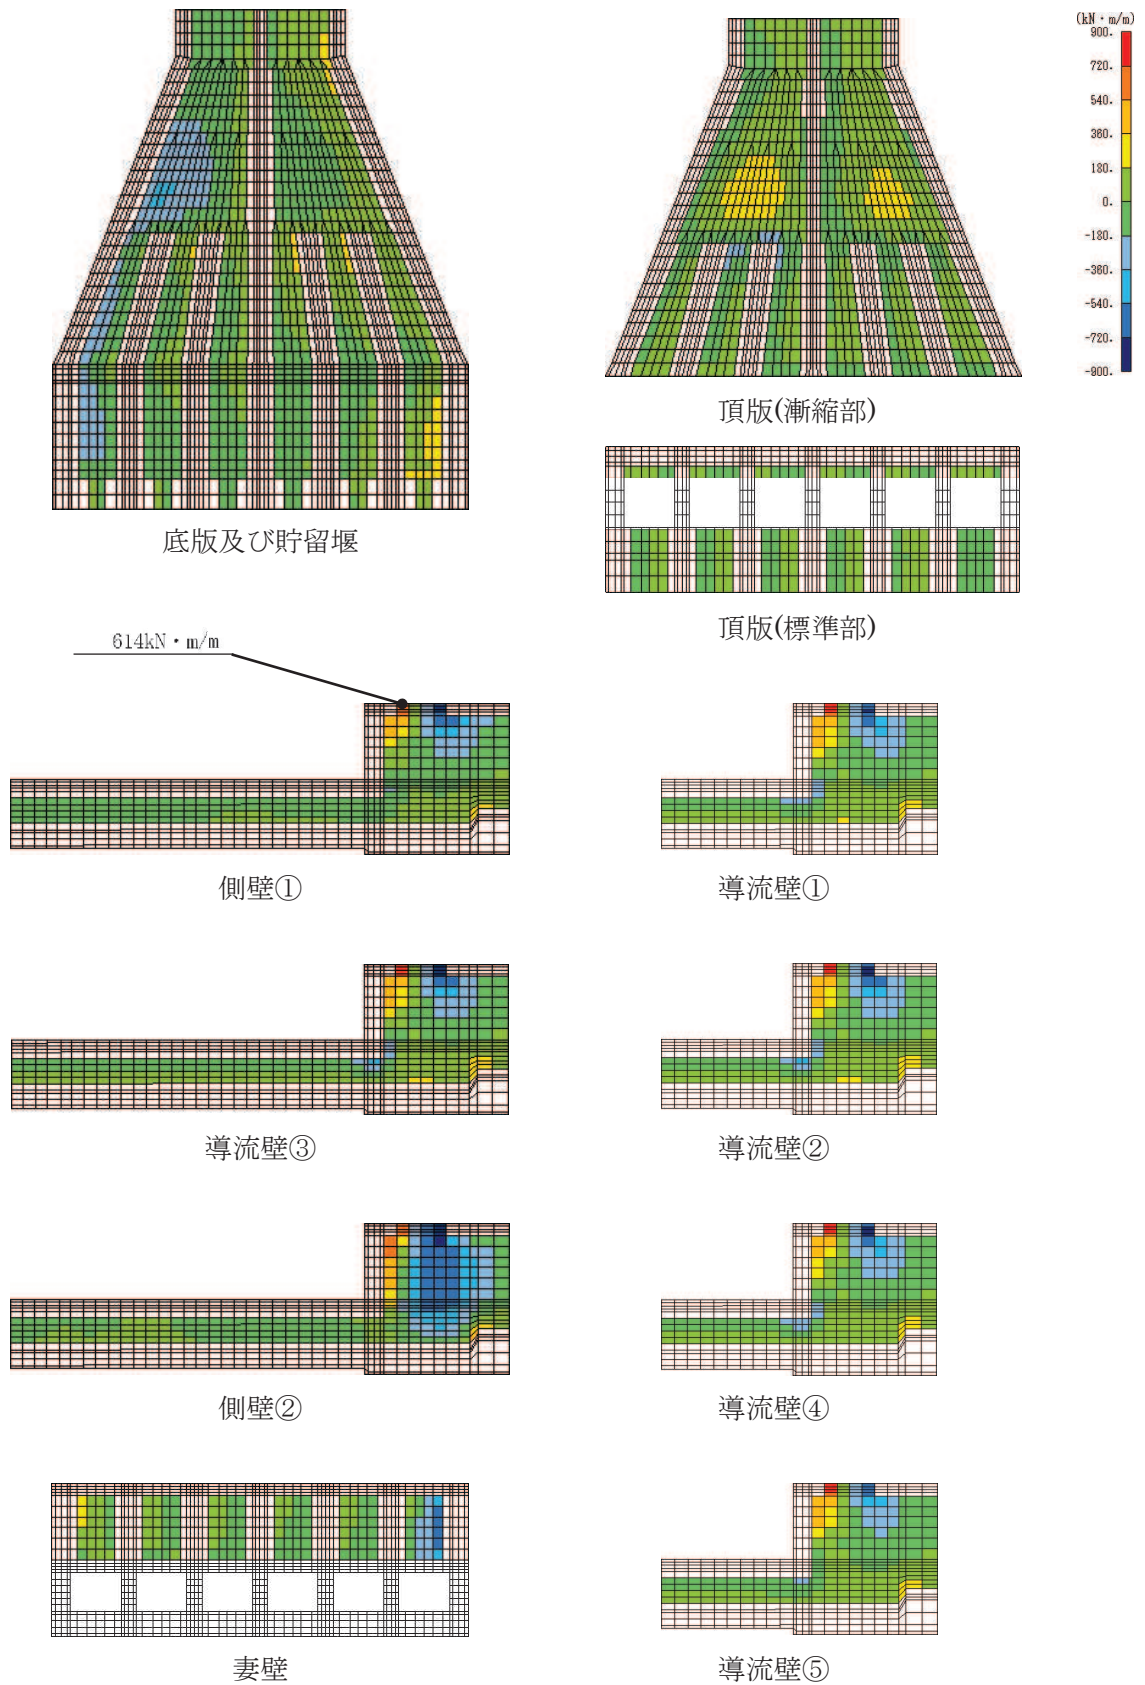 (kN・m/m)
900.
720.
540.
360.
180.
0.
-180.
-360.
-540.
-720.
-900.
頂版(漸縮部)
底版及び貯留堰
頂版(標準部)
614kN・m/m
側壁①
導流壁①
導流壁③
導流壁②
側壁②
導流壁④
妻壁
導流壁⑤